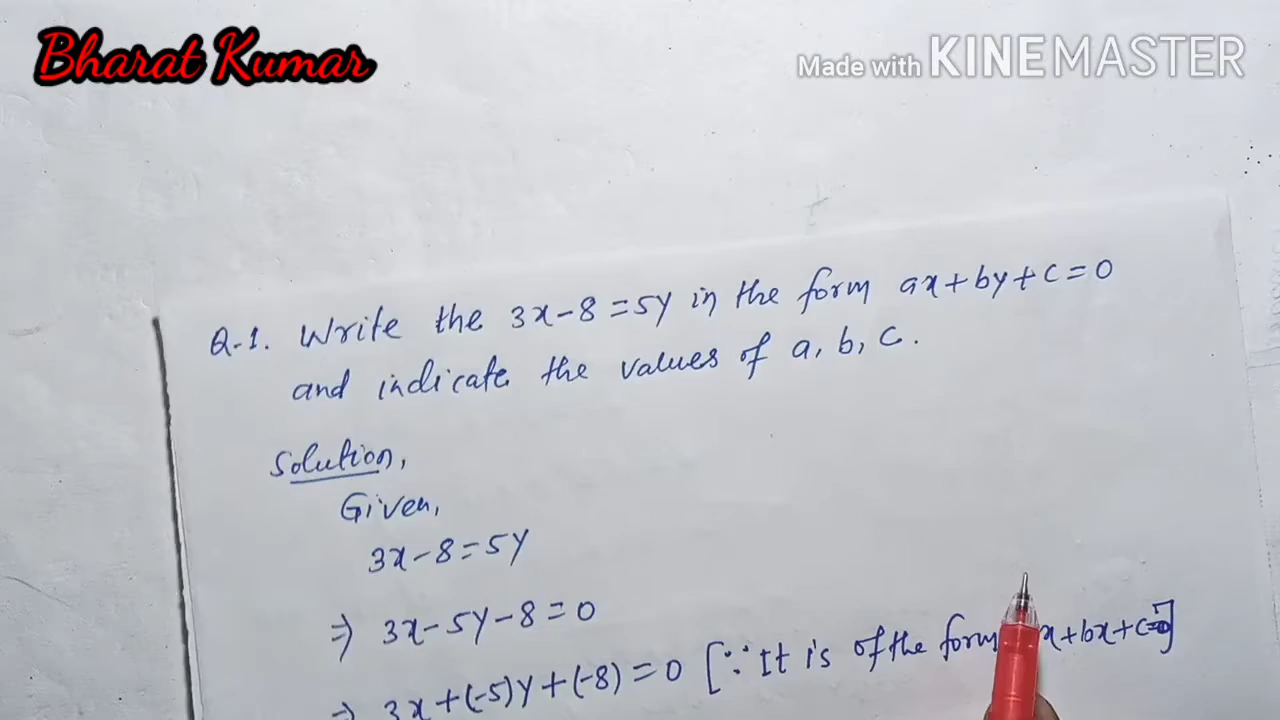 Bharat Kumar
Made with KINEMASTER
Q-1. Write the 3x-8=5y in the form ax+by+c=0
and indicate the values of a, b, c.
Solution,
Given,
3x-8=5y
⇒ 3x-5y-8=0
⇒ 3x+(-5)y+(-8)=0 [∵ It is of the form x+bx+c=0]